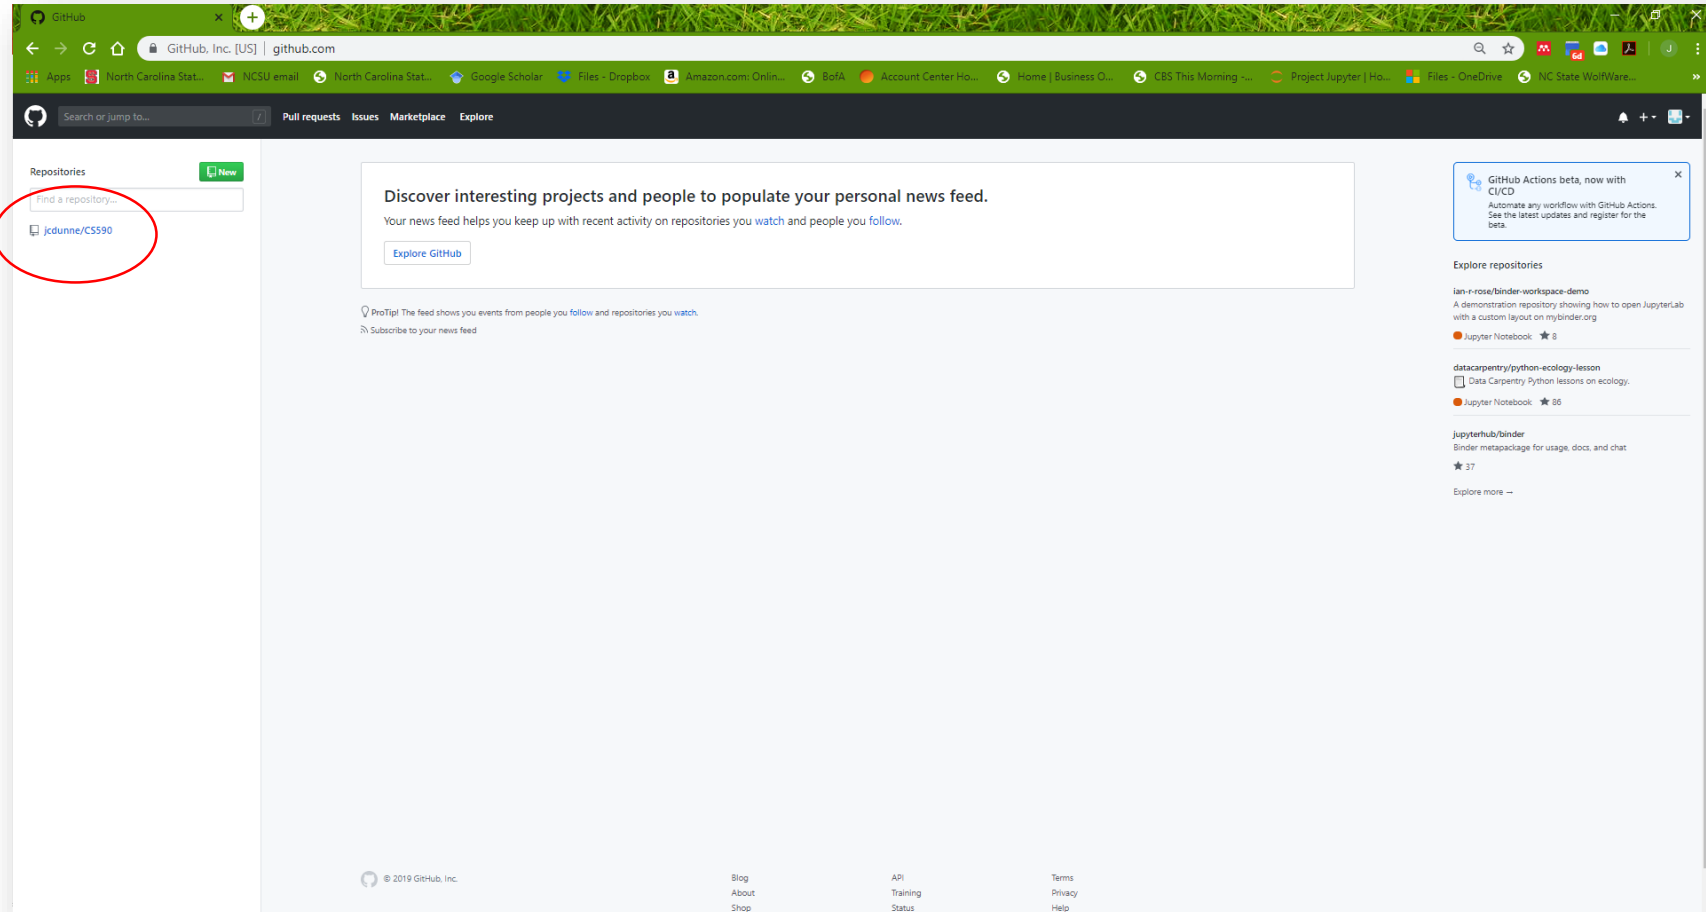 GitHub
GitHub, Inc. [US] | github.com
6d
J
Apps North Carolina Stat... NCSU email North Carolina Stat... Google Scholar Files - Dropbox Amazon.com: Onlin... BofA Account Center Ho... Home | Business O... CBS This Morning -... Project Jupyter | Ho... Files - OneDrive NC State WolfWare... »
Search or jump to... / Pull requests Issues Marketplace Explore
Repositories New
Find a repository...
jcdunne/CS590
Discover interesting projects and people to populate your personal news feed.
Your news feed helps you keep up with recent activity on repositories you watch and people you follow.
Explore GitHub
ProTip! The feed shows you events from people you follow and repositories you watch.
Subscribe to your news feed
GitHub Actions beta, now with
CI/CD
Automate any workflow with GitHub Actions.
See the latest updates and register for the
beta.
Explore repositories
ian-r-rose/binder-workspace-demo
A demonstration repository showing how to open JupyterLab
with a custom layout on mybinder.org
Jupyter Notebook 8
datacarpentry/python-ecology-lesson
Data Carpentry Python lessons on ecology.
Jupyter Notebook 86
jupyterhub/binder
Binder metapackage for usage, docs, and chat
37
Explore more →
© 2019 GitHub, Inc.
Blog API Terms
About Training Privacy
Shop Status Help